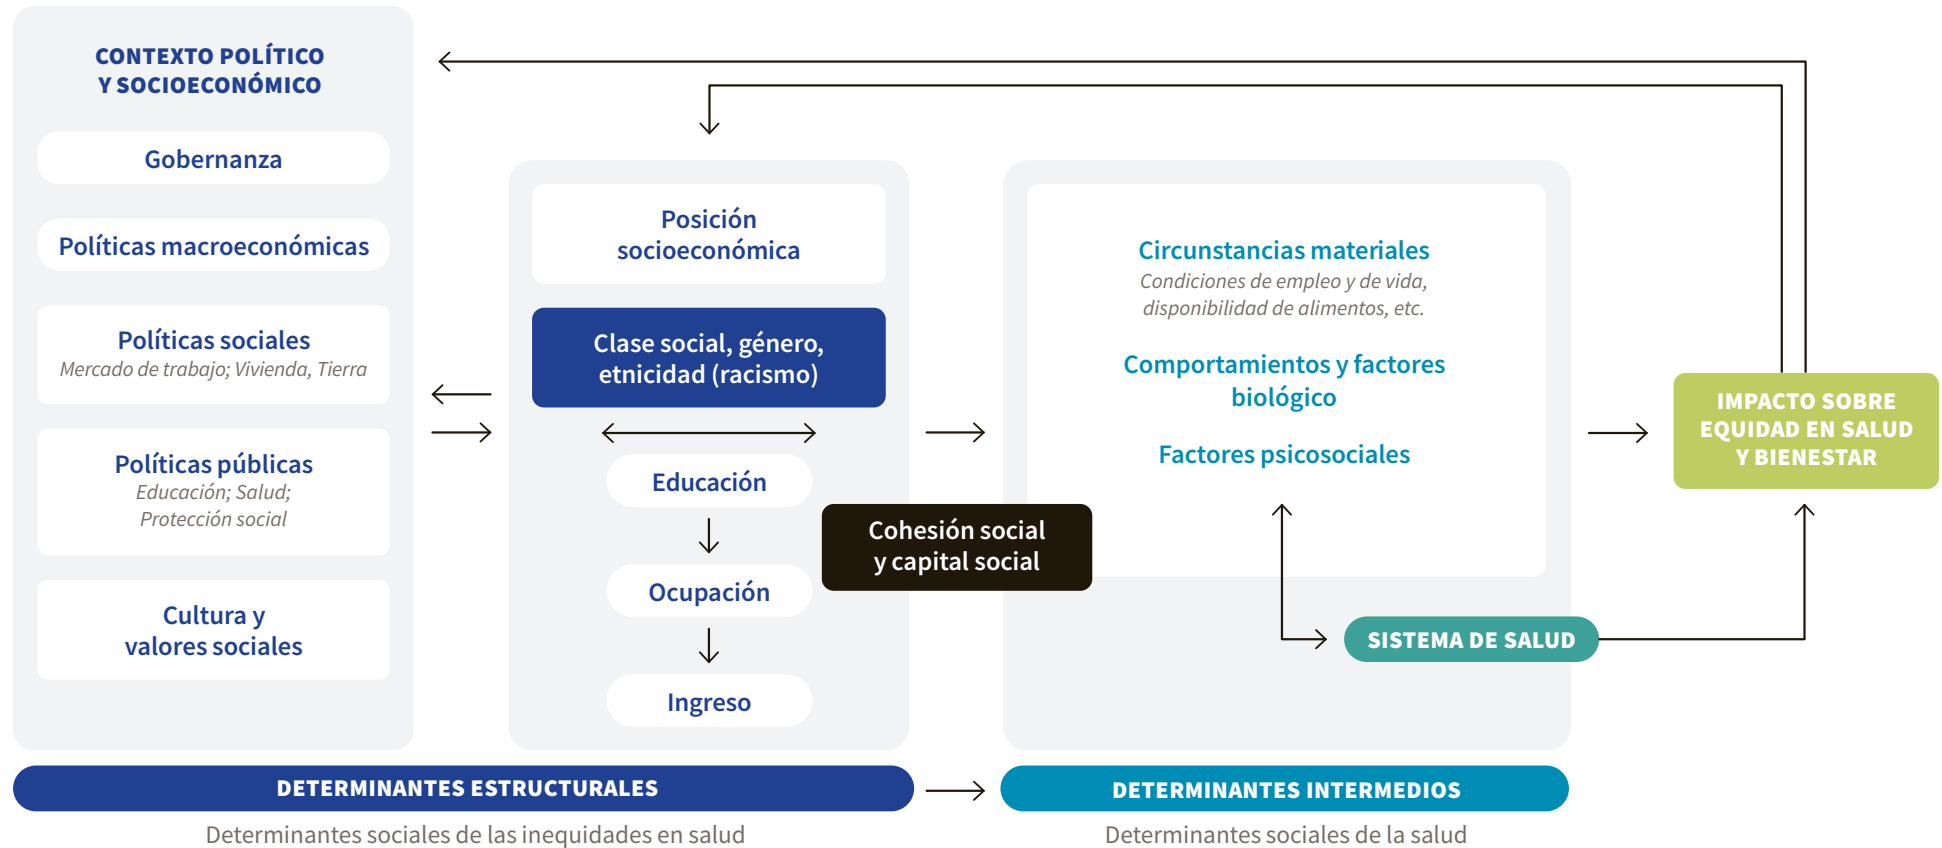 CONTEXTO POLÍTICO
Y SOCIOECONÓMICO
Gobernanza
Políticas macroeconómicas
Políticas sociales
Mercado de trabajo; Vivienda, Tierra
Políticas públicas
Educación; Salud;
Protección social
Cultura y
valores sociales
Posición
socioeconómica
Clase social, género,
etnicidad (racismo)
Educación
Ocupación
Ingreso
Cohesión social
y capital social
Circunstancias materiales
Condiciones de empleo y de vida,
disponibilidad de alimentos, etc.
Comportamientos y factores
biológico
Factores psicosociales
SISTEMA DE SALUD
IMPACTO SOBRE
EQUIDAD EN SALUD
Y BIENESTAR
DETERMINANTES ESTRUCTURALES
Determinantes sociales de las inequidades en salud
DETERMINANTES INTERMEDIOS
Determinantes sociales de la salud